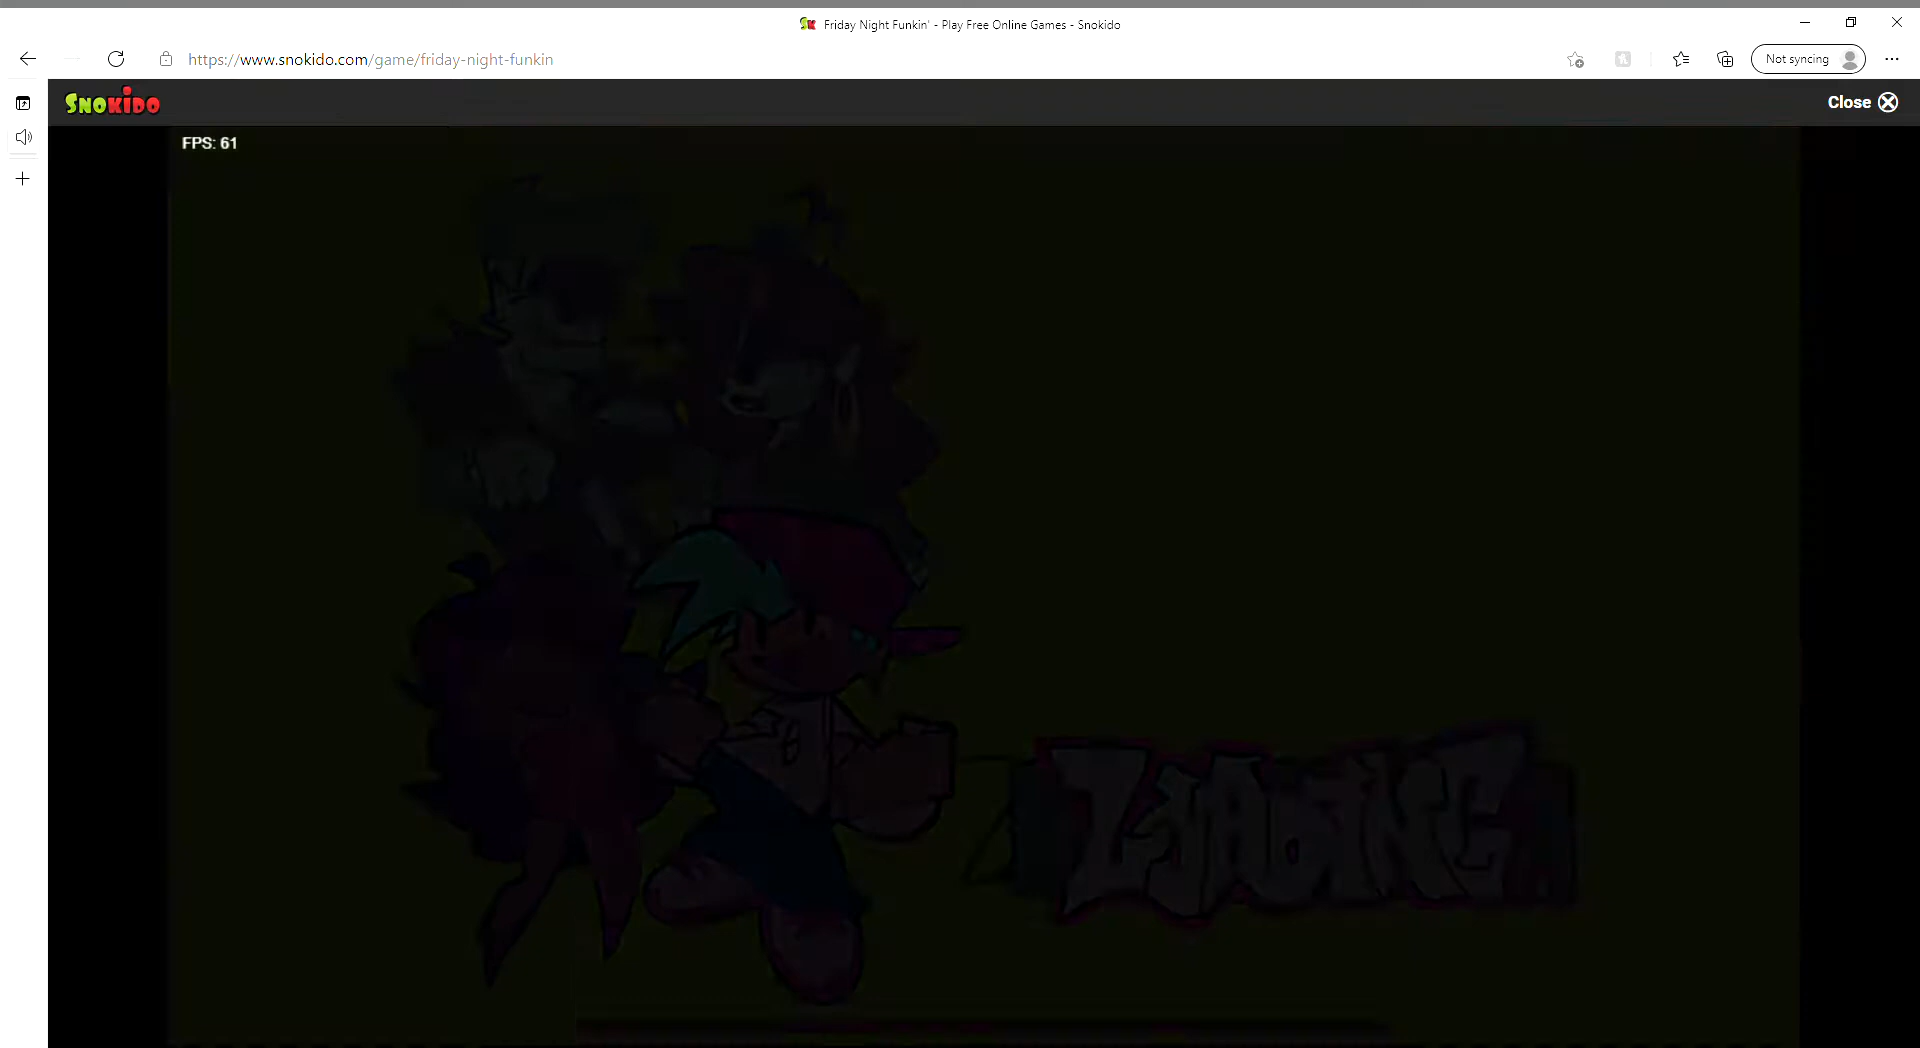 Friday Night Funkin' - Play Free Online Games - Snokido
https://www.snokido.com/game/friday-night-funkin
Not syncing
SNOKIDO
Close
FPS: 61
LOADING